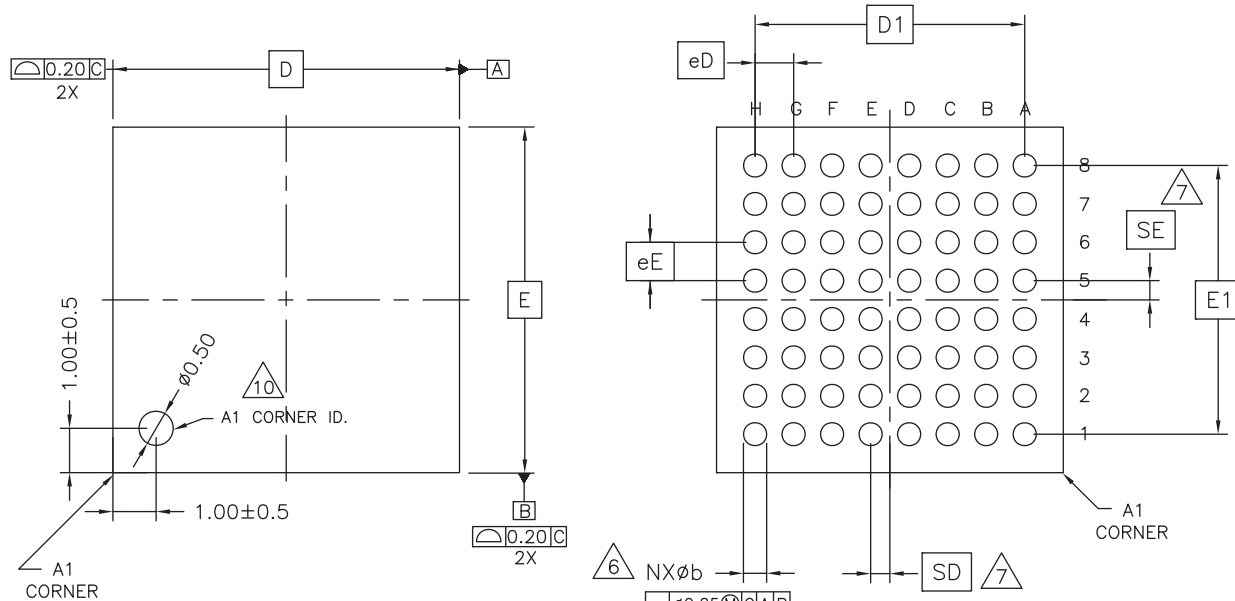 D1
eD
D
⌓ 0.20 C
2X
A
H G F E D C B A
8
7
7
6
5
4
3
2
1
SE
eE
E
E1
1.00±0.5
ø0.50
10
A1 CORNER ID.
1.00±0.5
B
⌓ 0.20 C
2X
A1
CORNER
A1
CORNER
6
NXØb
SD
7